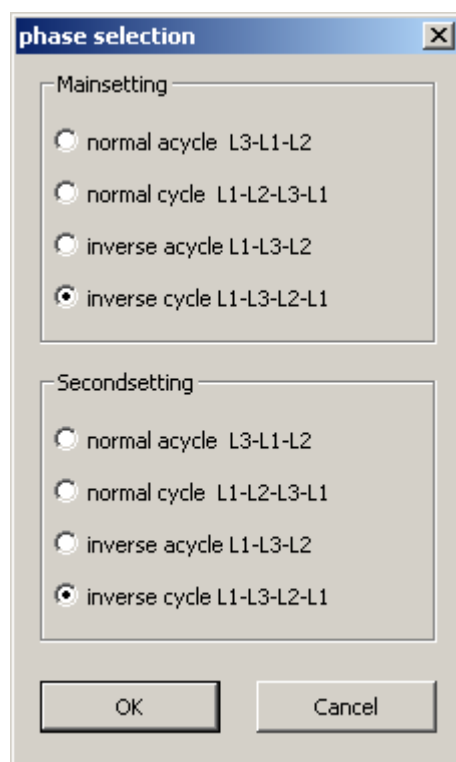 phase selection
Mainsetting
normal acycle L3-L1-L2
normal cycle L1-L2-L3-L1
inverse acycle L1-L3-L2
inverse cycle L1-L3-L2-L1
Secondsetting
normal acycle L3-L1-L2
normal cycle L1-L2-L3-L1
inverse acycle L1-L3-L2
inverse cycle L1-L3-L2-L1
OK Cancel